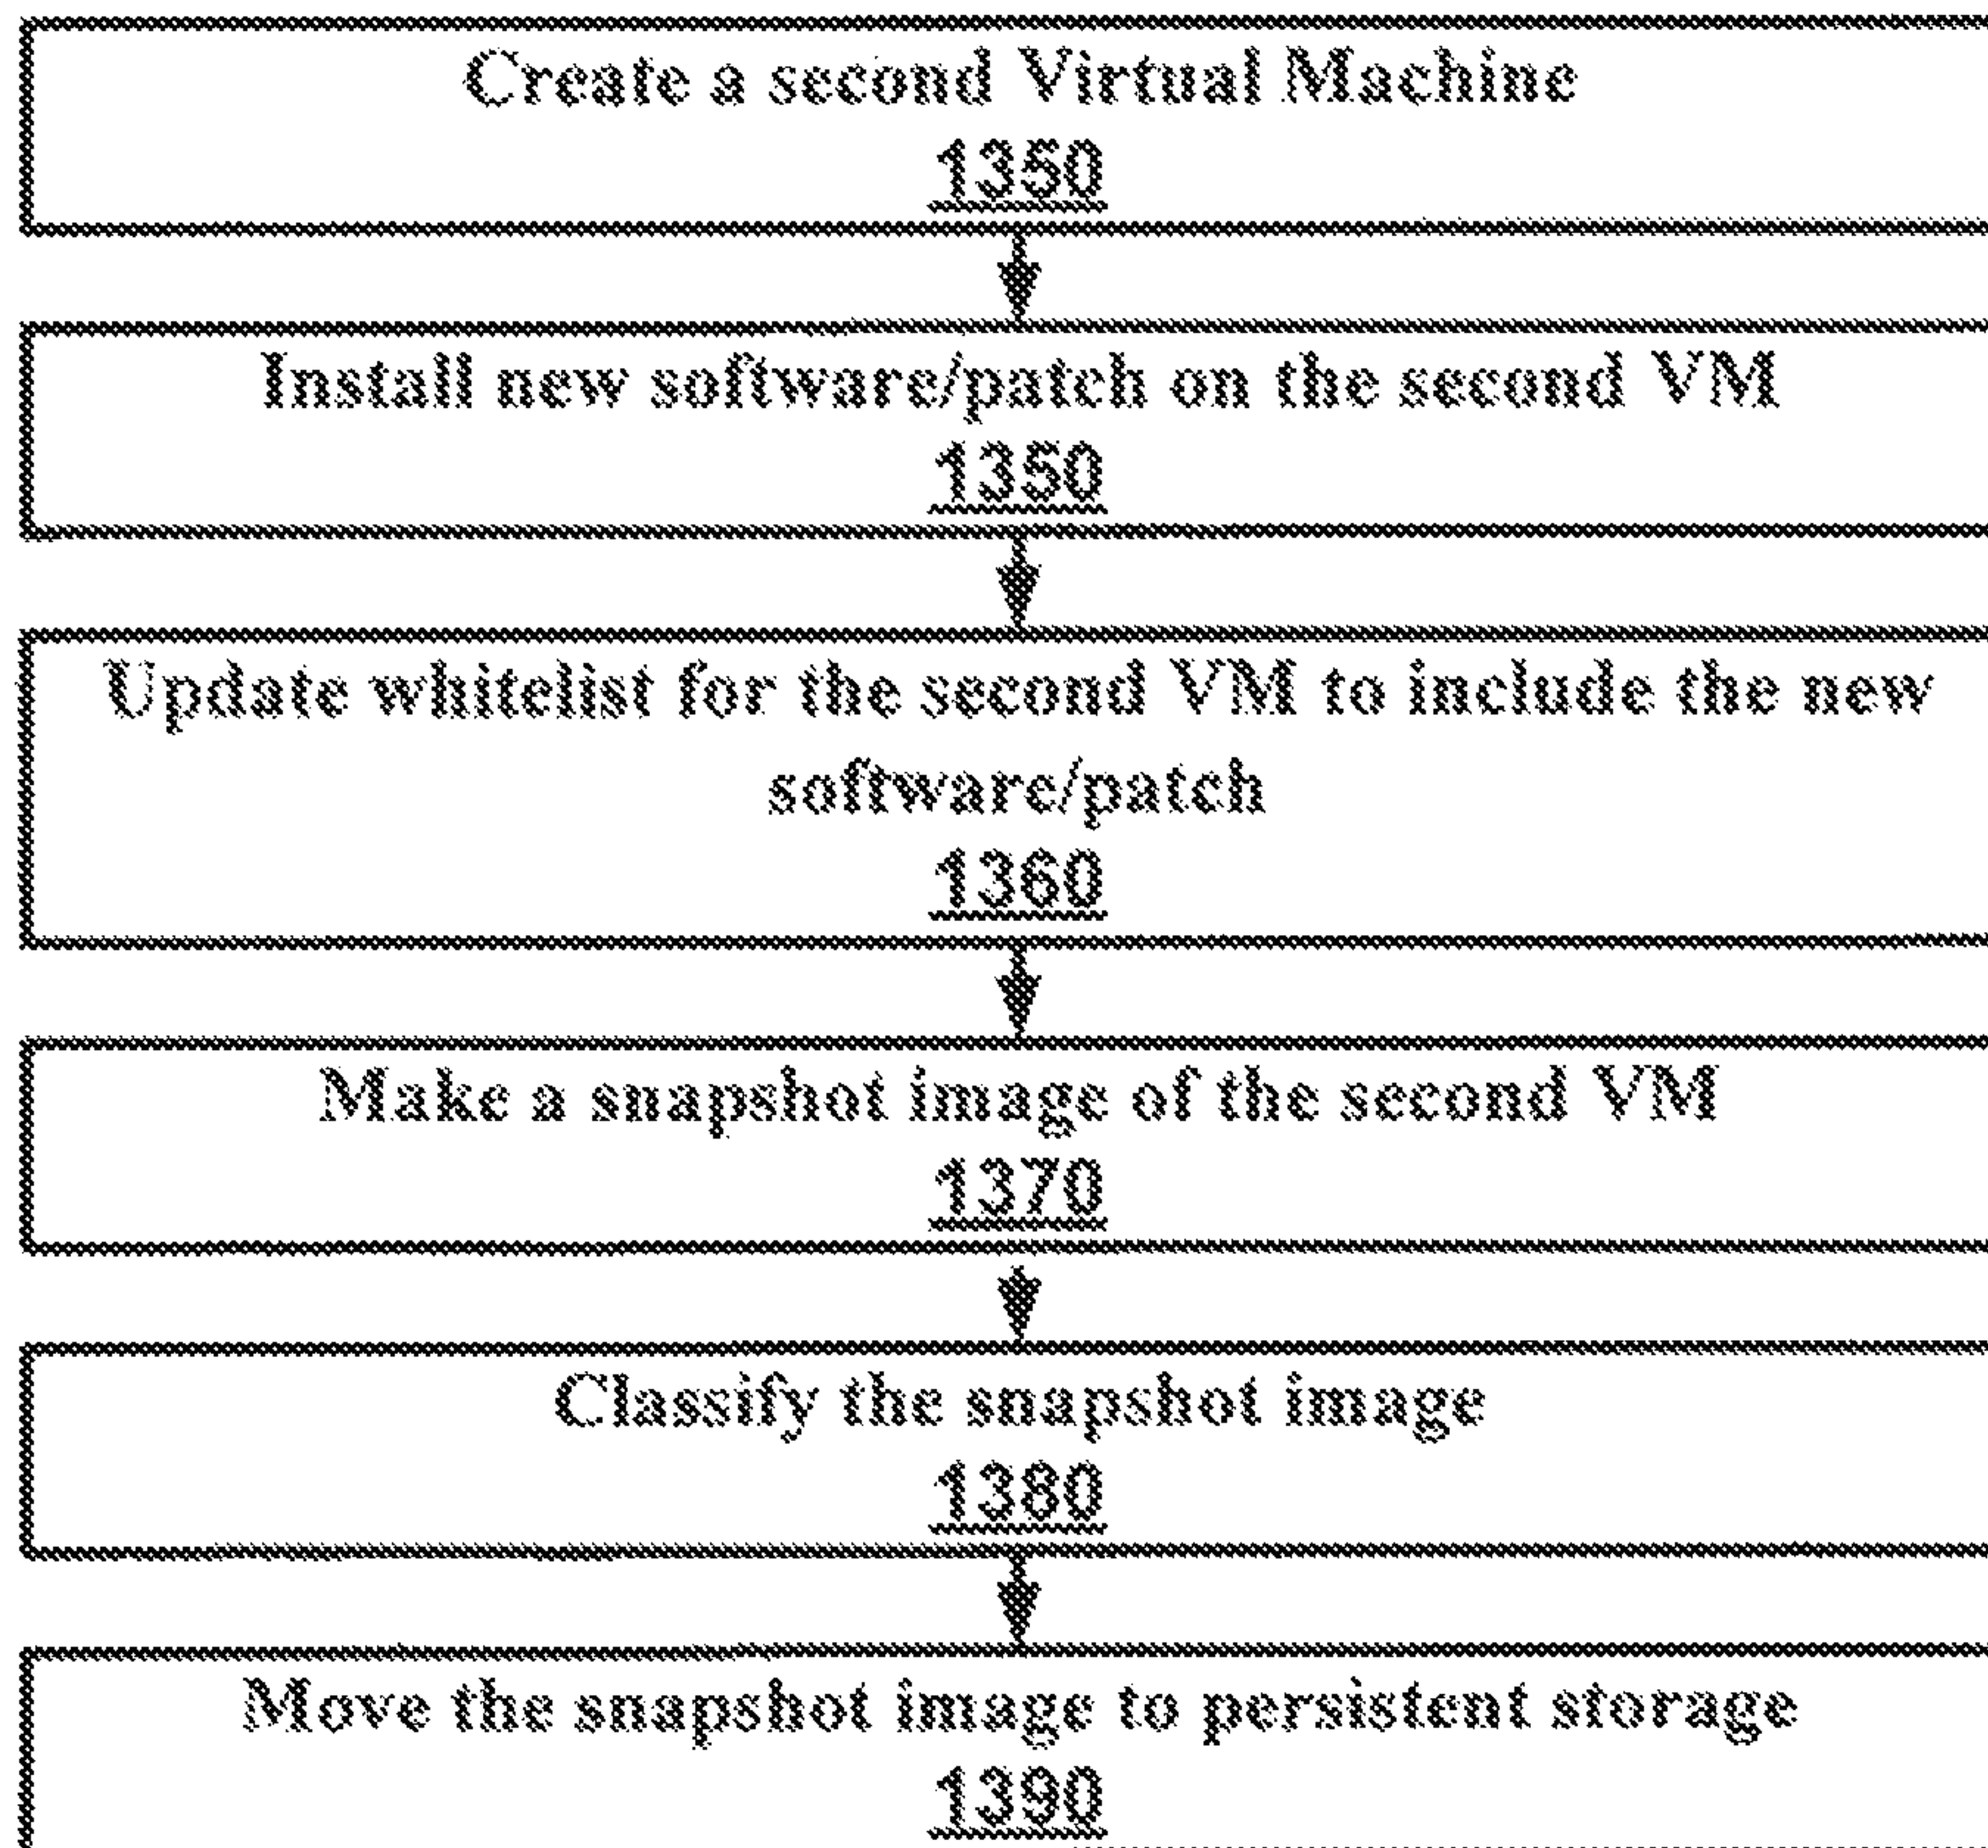 Create a second Virtual Machine
1350
Install new software/patch on the second VM
1350
Update whitelist for the second VM to include the new
software/patch
1360
Make a snapshot image of the second VM
1370
Classify the snapshot image
1380
Move the snapshot image to persistent storage
1390